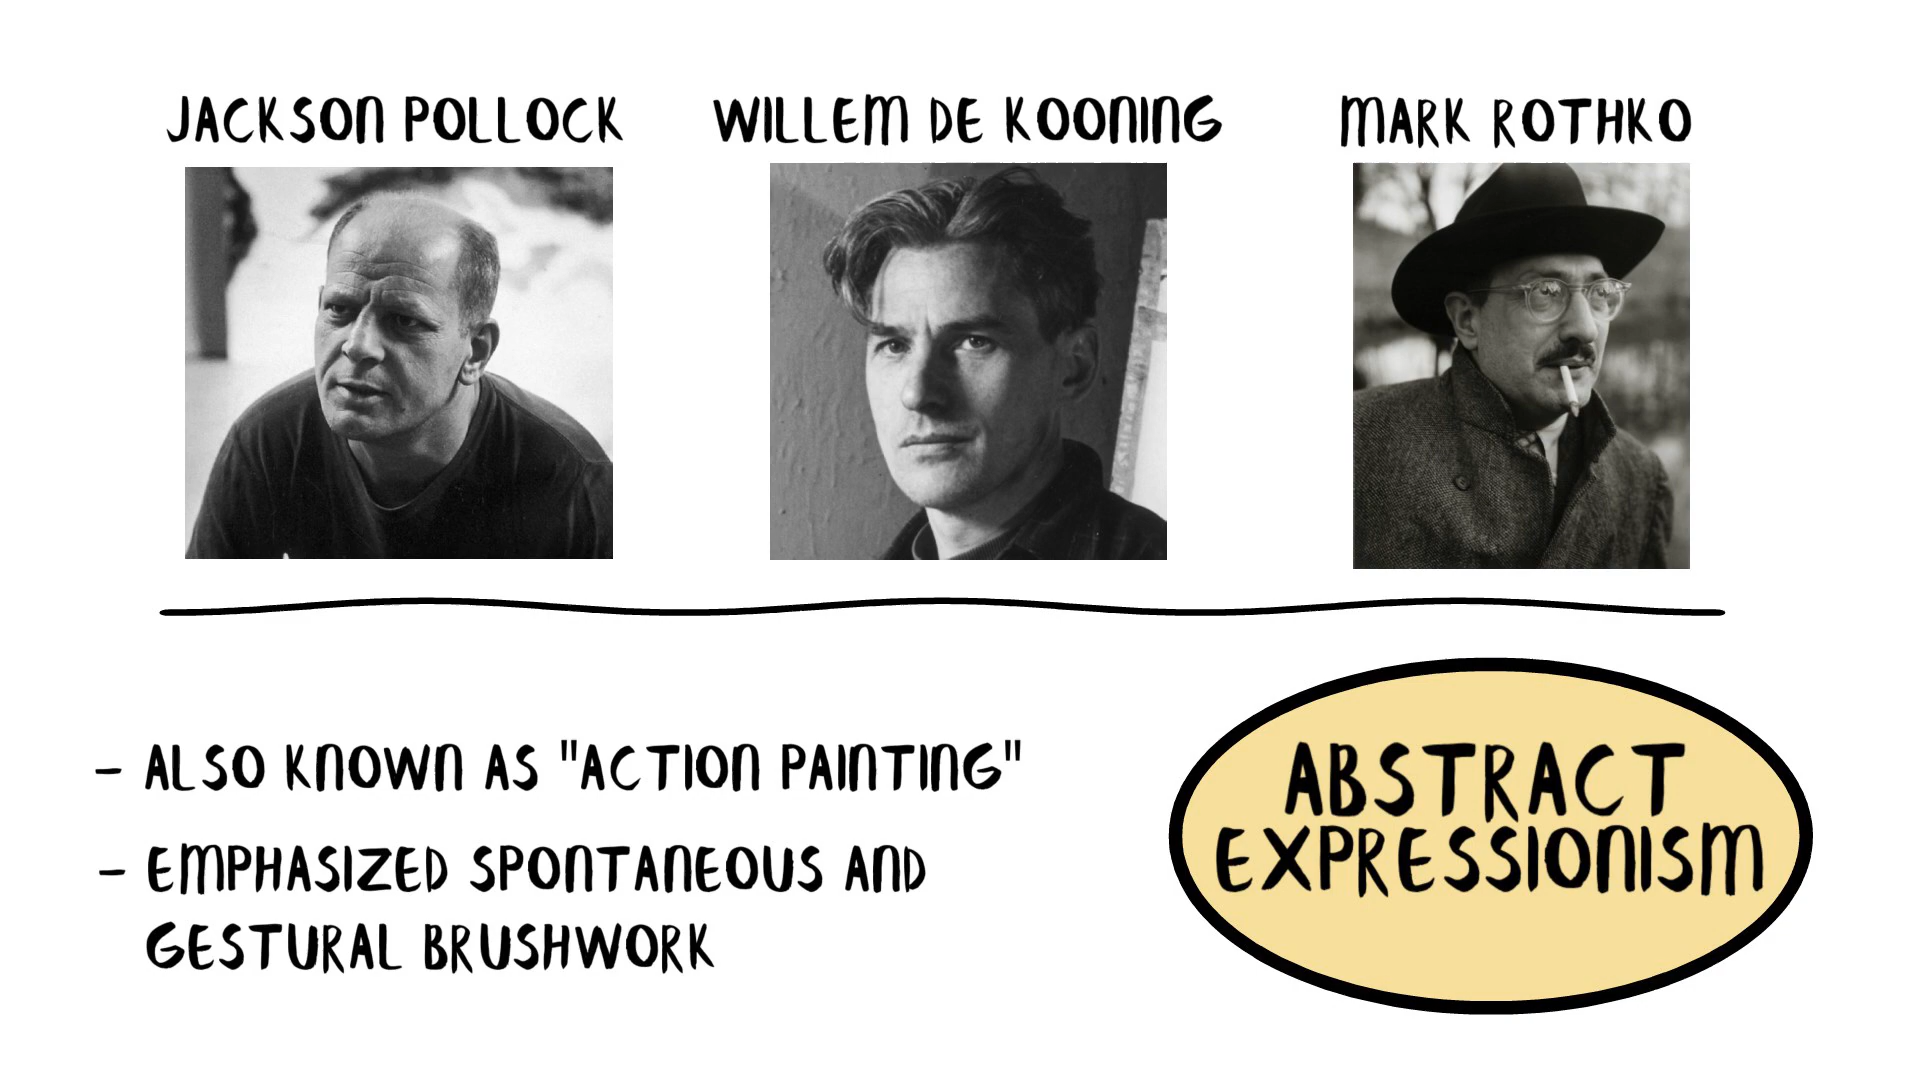 JACKSON POLLOCK
WILLEM DE KOONING
MARK ROTHKO
- ALSO KNOWN AS "ACTION PAINTING"
- EMPHASIZED SPONTANEOUS AND
GESTURAL BRUSHWORK
ABSTRACT
EXPRESSIONISM